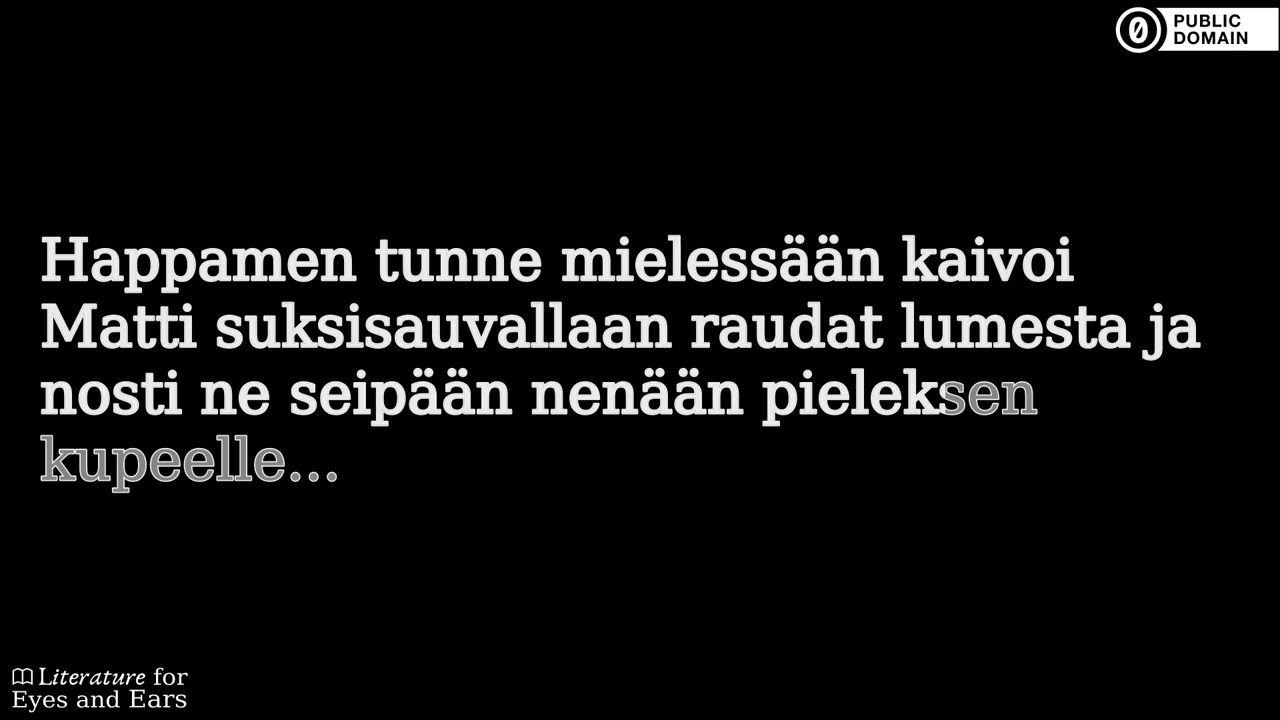 PUBLIC
DOMAIN
Happamen tunne mielessään kaivoi
Matti suksisauvallaan raudat lumesta ja
nosti ne seipään nenään pieleksen
kupeelle...
Literature for
Eyes and Ears